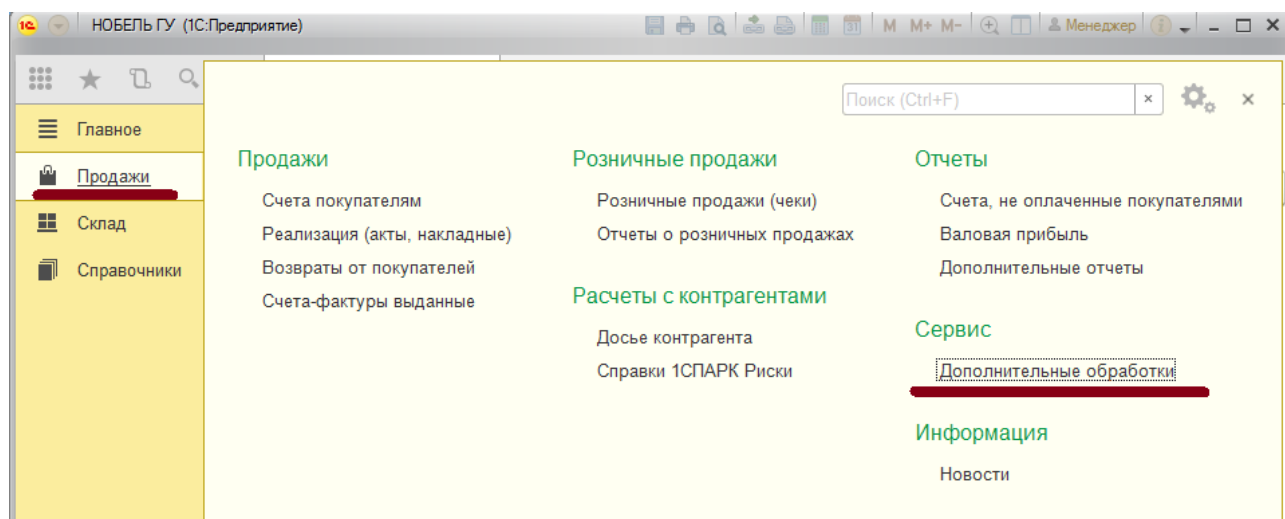 1С НОБЕЛЬ ГУ (1С:Предприятие) 31 M M+ M- Менеджер i
Поиск (Ctrl+F) × ×
Главное
Продажи
Склад
Справочники
Продажи
Счета покупателям
Реализация (акты, накладные)
Возвраты от покупателей
Счета-фактуры выданные
Розничные продажи
Розничные продажи (чеки)
Отчеты о розничных продажах
Расчеты с контрагентами
Досье контрагента
Справки 1СПАРК Риски
Отчеты
Счета, не оплаченные покупателями
Валовая прибыль
Дополнительные отчеты
Сервис
Дополнительные обработки
Информация
Новости